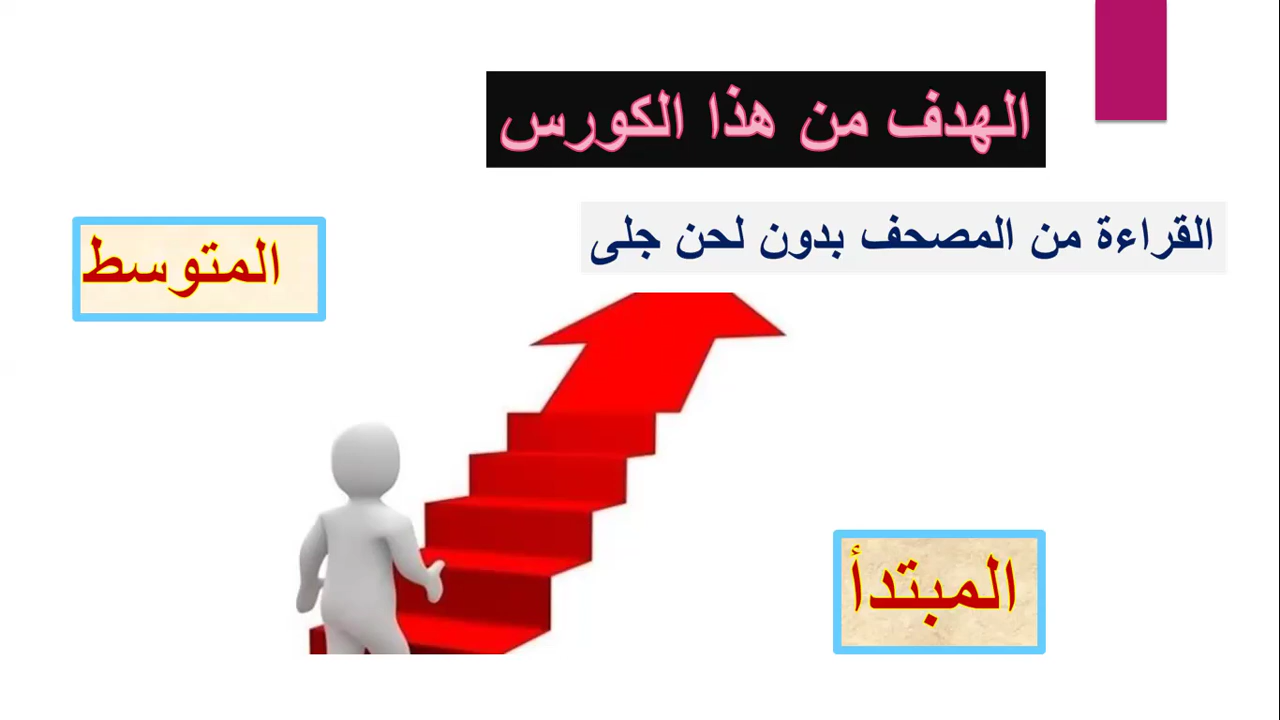 الهدف من هذا الكورس
القراءة من المصحف بدون لحن جلى
المتوسط
المبتدأ